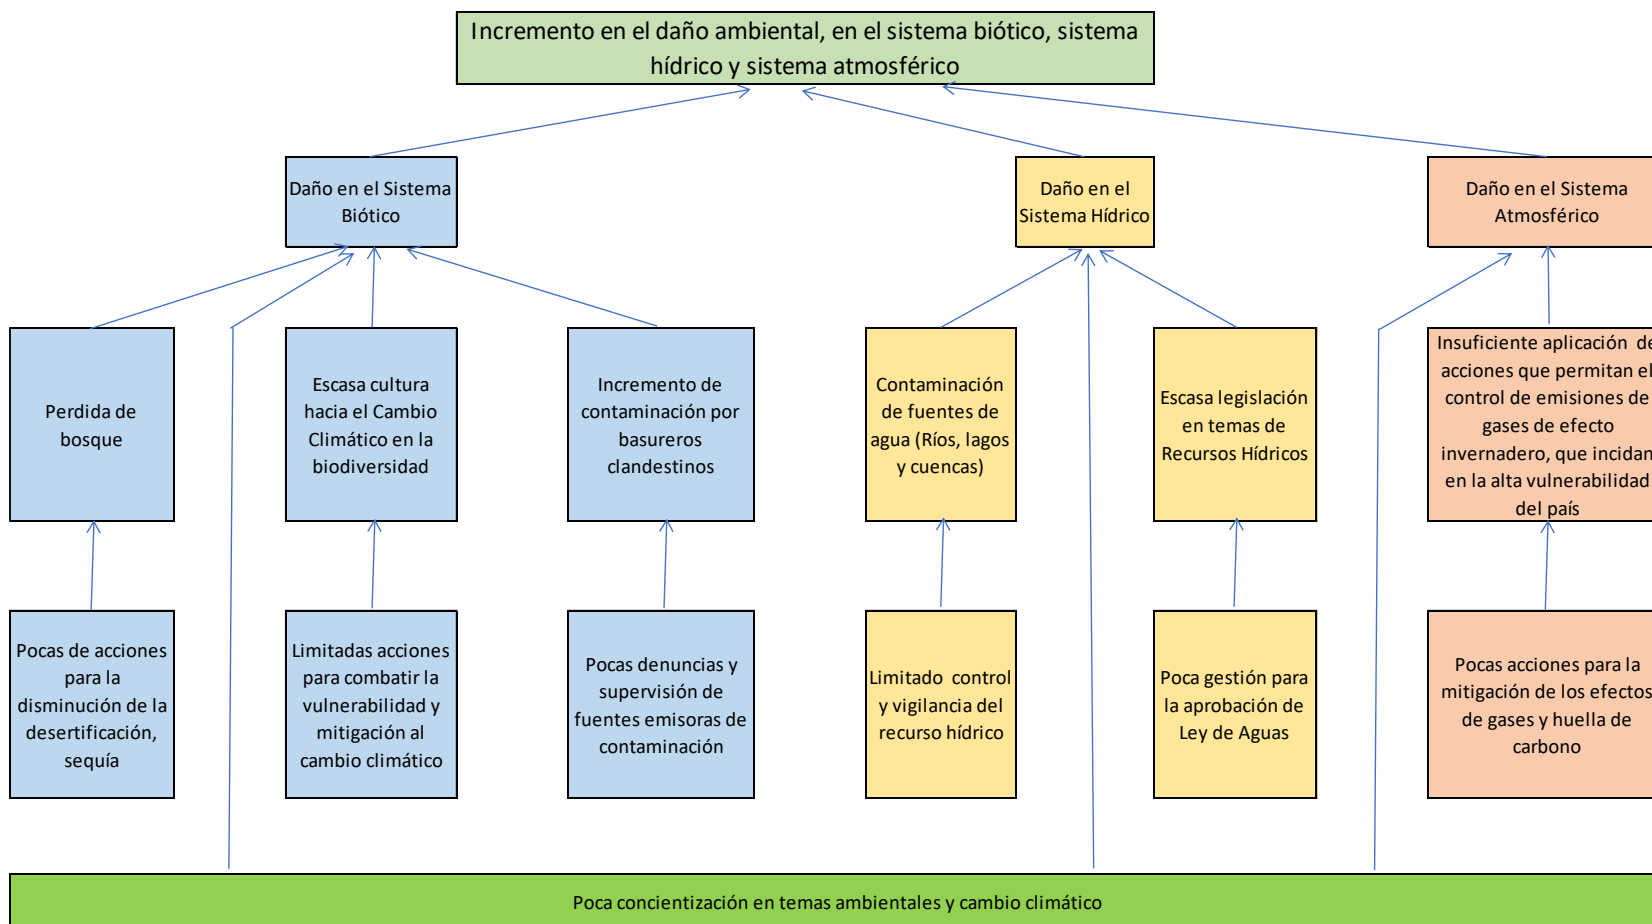 Incremento en el daño ambiental, en el sistema biótico, sistema
hídrico y sistema atmosférico
Daño en el Sistema
Biótico
Daño en el
Sistema Hídrico
Daño en el Sistema
Atmosférico
Perdida de
bosque
Escasa cultura
hacia el Cambio
Climático en la
biodiversidad
Incremento de
contaminación por
basureros
clandestinos
Contaminación
de fuentes de
agua (Ríos, lagos
y cuencas)
Escasa legislación
en temas de
Recursos Hídricos
Insuficiente aplicación de
acciones que permitan el
control de emisiones de
gases de efecto
invernadero, que incidan
en la alta vulnerabilidad
del país
Pocas de acciones
para la
disminución de la
desertificación,
sequía
Limitadas acciones
para combatir la
vulnerabilidad y
mitigación al
cambio climático
Pocas denuncias y
supervisión de
fuentes emisoras de
contaminación
Limitado control
y vigilancia del
recurso hídrico
Poca gestión para
la aprobación de
Ley de Aguas
Pocas acciones para la
mitigación de los efectos
de gases y huella de
carbono
Poca concientización en temas ambientales y cambio climático